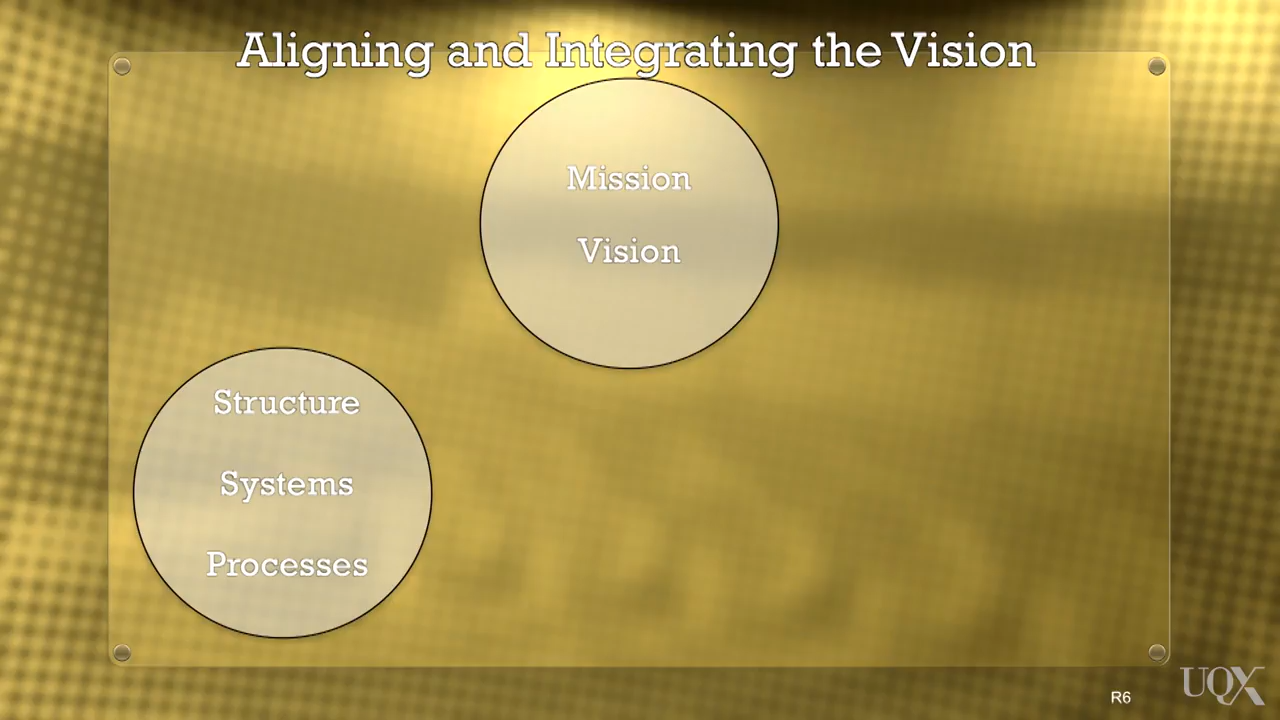 Aligning and Integrating the Vision
Mission
Vision
Structure
Systems
Processes
R6
UQX